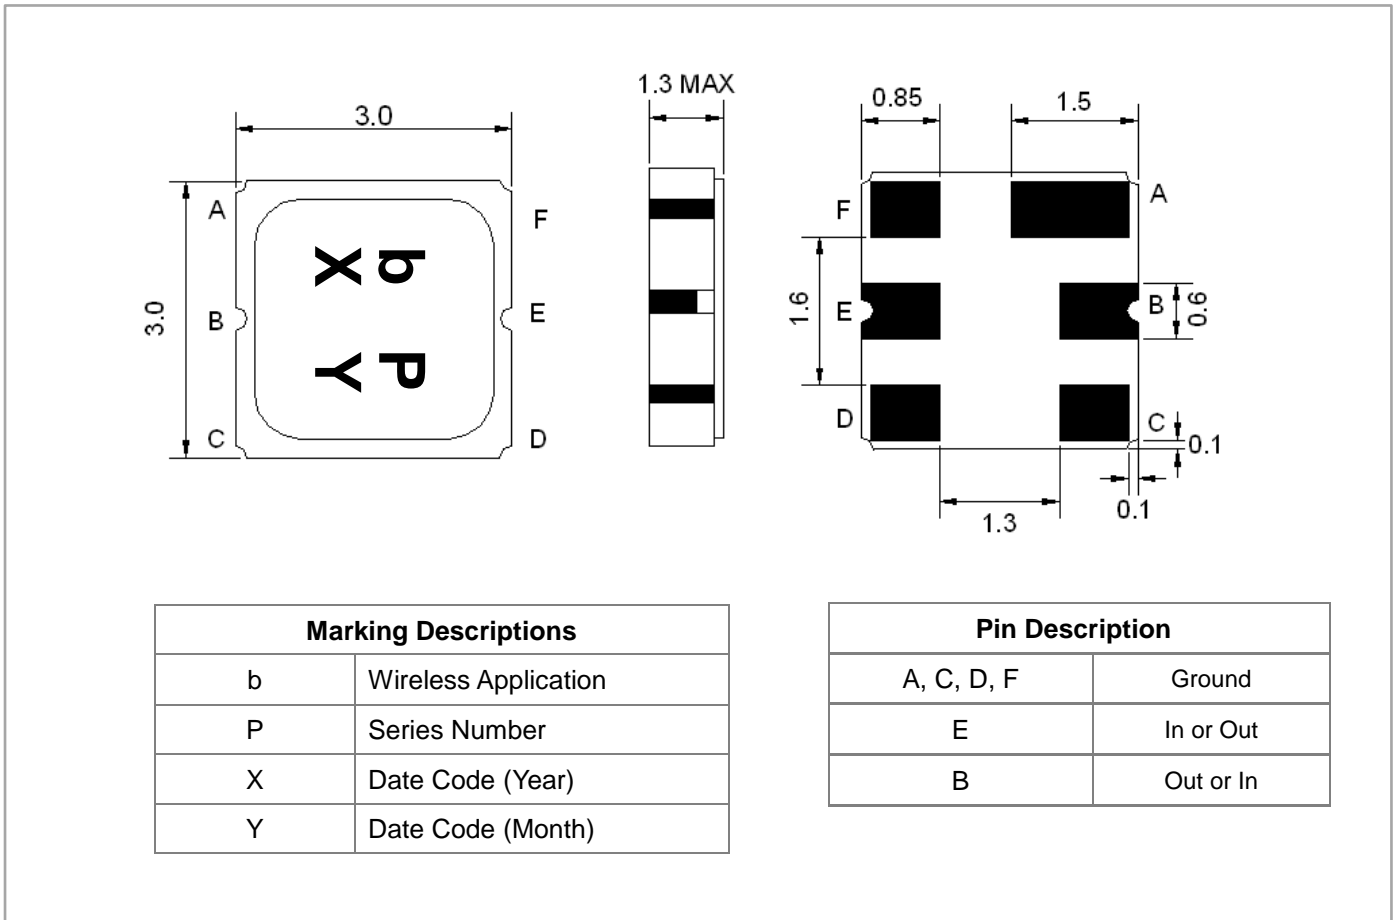 1.3 MAX
3.0
0.85
1.5
A
F
F
A
b
X
3.0
B
E
1.6
E
B
0.6
P
Y
C
D
D
C
0.1
0.1
1.3
Marking Descriptions
b Wireless Application
P Series Number
X Date Code (Year)
Y Date Code (Month)
Pin Description
A, C, D, F Ground
E In or Out
B Out or In